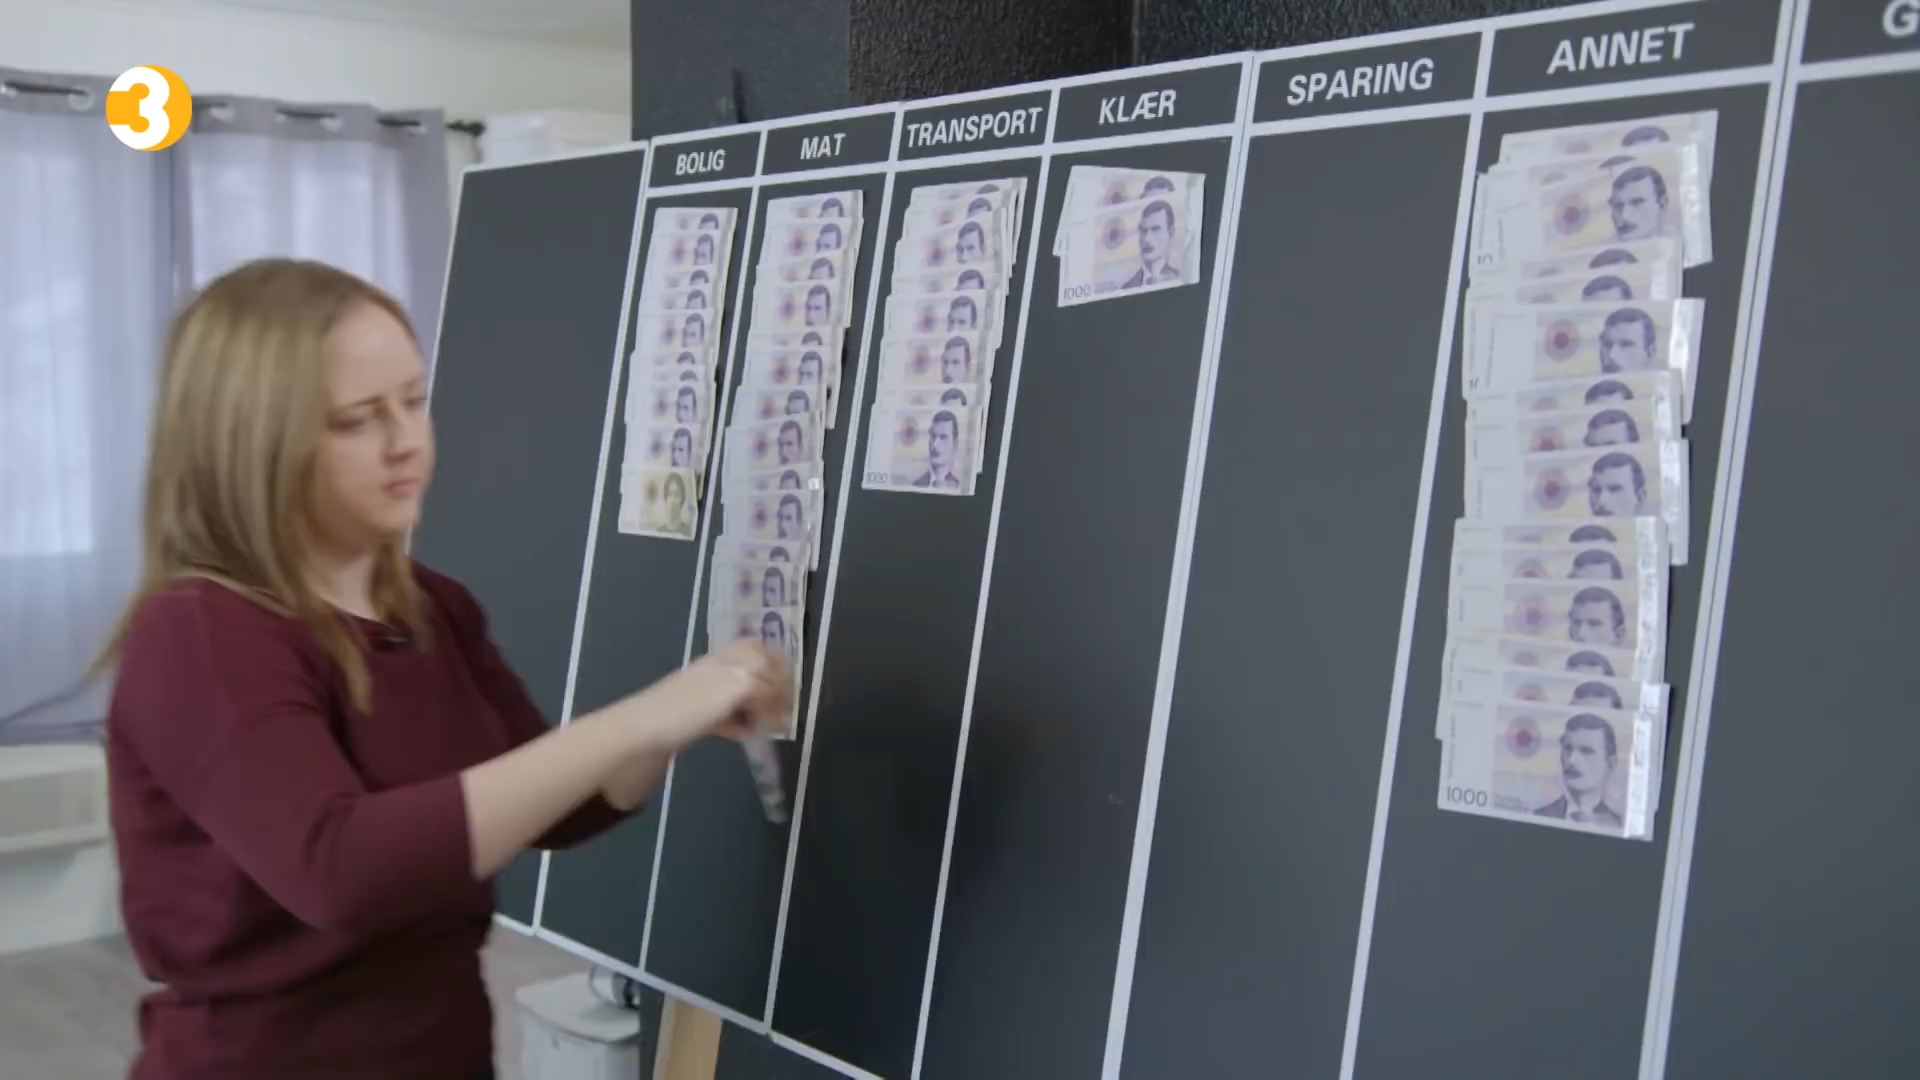 3
BOLIG
MAT
TRANSPORT
KLÆR
SPARING
ANNET
G
1000
1000
1000